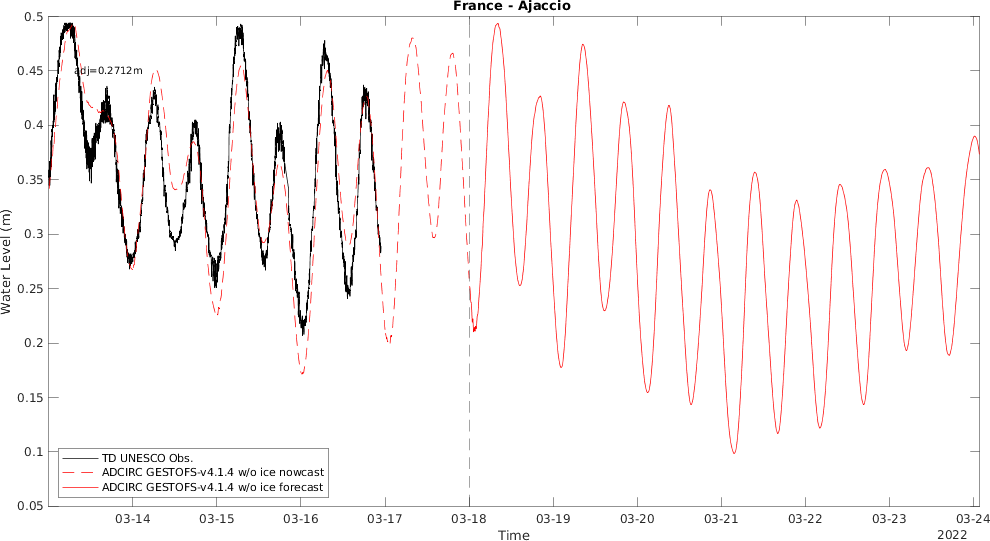 France - Ajaccio
0.5
0.45
0.4
0.35
0.3
0.25
0.2
0.15
0.1
0.05
Water Level (m)
adj=0.2712m
TD UNESCO Obs.
ADCIRC GESTOFS-v4.1.4 w/o ice nowcast
ADCIRC GESTOFS-v4.1.4 w/o ice forecast
03-14 03-15 03-16 03-17 03-18 03-19 03-20 03-21 03-22 03-23 03-24
Time
2022